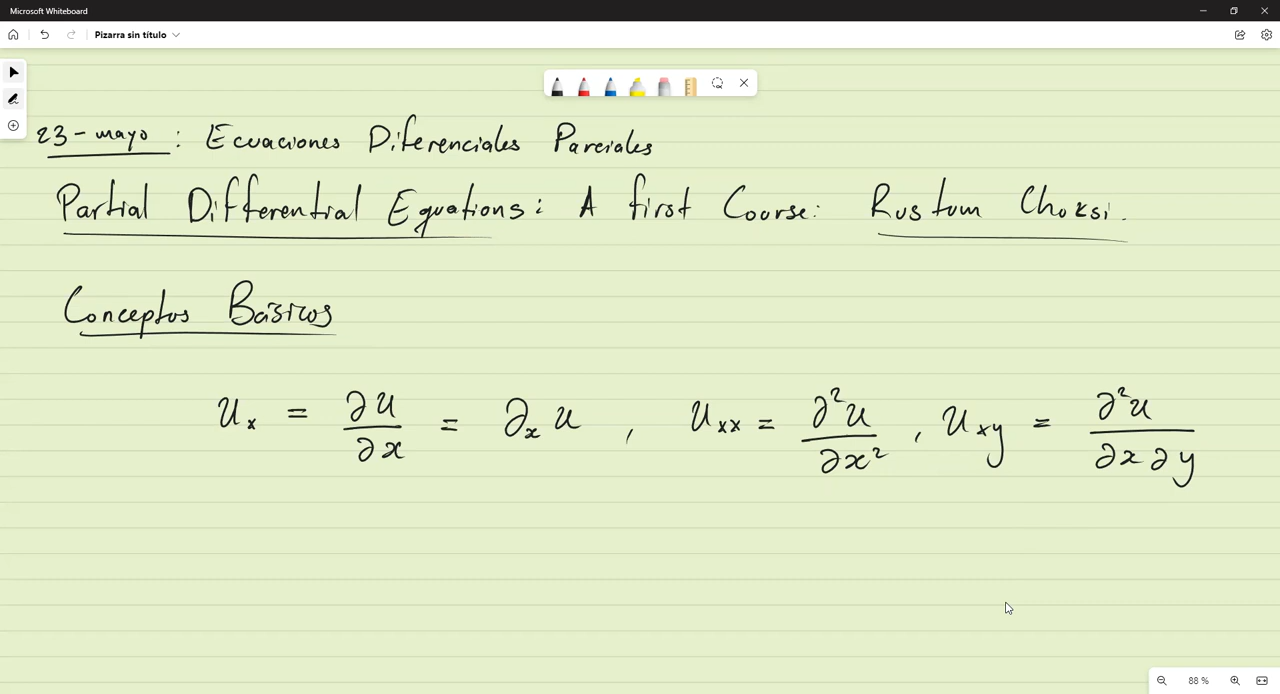 Microsoft Whiteboard
Pizarra sin título
23-mayo : Ecuaciones Diferenciales Parciales
Partial Differential Equations: A first Course: Rustum Choksi.
Conceptos Básicos
u_x = ∂u/∂x = ∂_x u , u_xx = ∂²u/∂x² , u_xy = ∂²u/∂x∂y
88 %